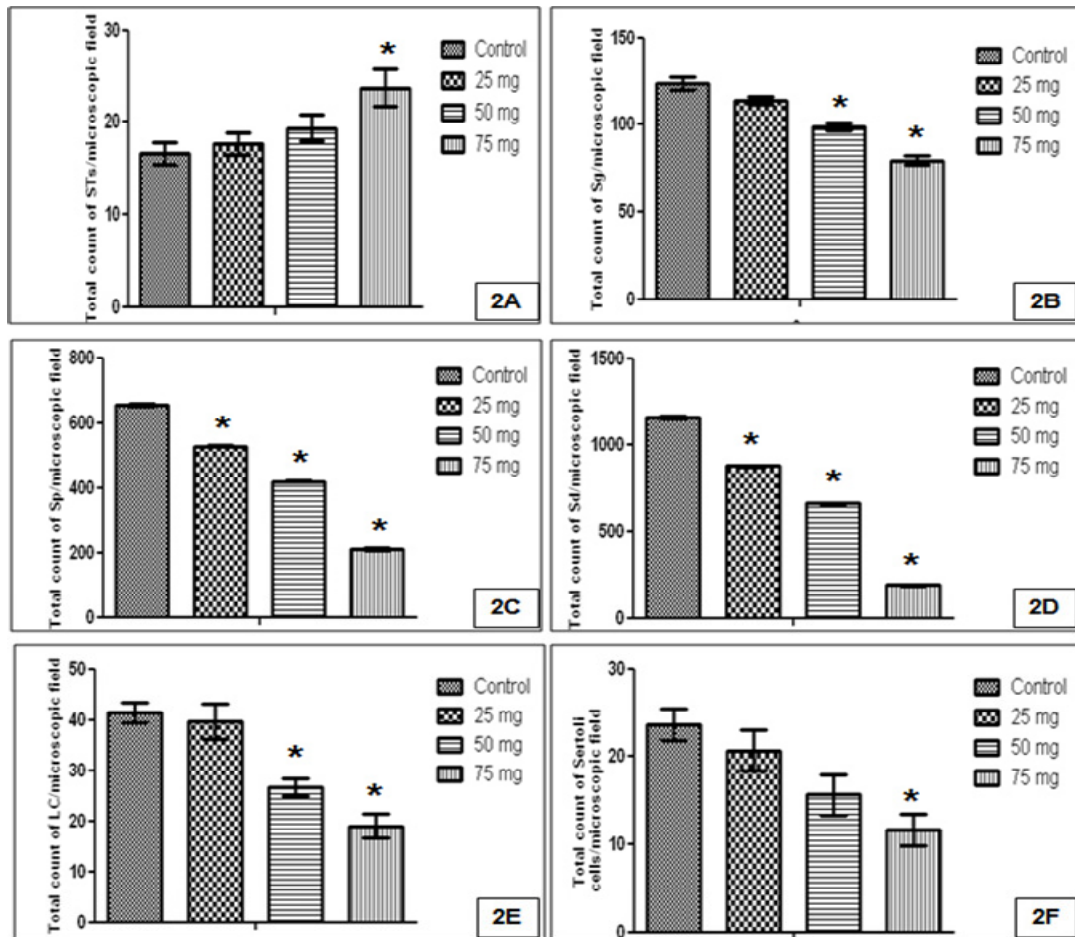 Total count of STs/microscopic field
30
20
10
0
*
Control
25 mg
50 mg
75 mg
2A
Total count of Sg/microscopic field
150
100
50
0
*
*
Control
25 mg
50 mg
75 mg
2B
Total count of Sp/microscopic field
800
600
400
200
0
*
*
*
Control
25 mg
50 mg
75 mg
2C
Total count of Sd/microscopic field
1500
1000
500
0
*
*
*
Control
25 mg
50 mg
75 mg
2D
Total count of LC/microscopic field
50
40
30
20
10
0
*
*
Control
25 mg
50 mg
75 mg
2E
Total count of Sertoli
cells/microscopic field
30
20
10
0
*
Control
25 mg
50 mg
75 mg
2F